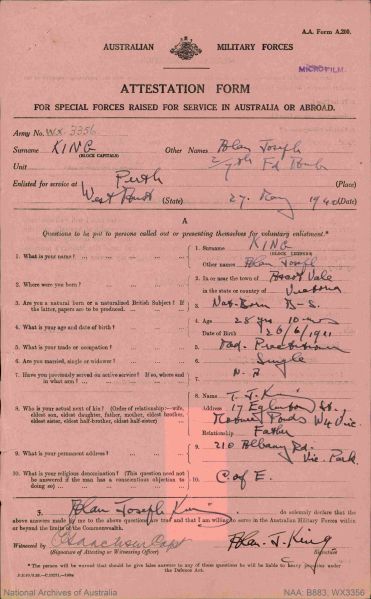 A.A. Form A.200.
AUSTRALIAN MILITARY FORCES
MICROFILM.
ATTESTATION FORM
FOR SPECIAL FORCES RAISED FOR SERVICE IN AUSTRALIA OR ABROAD.
Army No. WX 3356
Surname KING Other Names Alan Joseph
(BLOCK CAPITALS)
Unit 2/7th Fd
Enlisted for service at Perth (Place)
West Aust (State) 27 May 1940 (Date)
A
Questions to be put to persons called out or presenting themselves for voluntary enlistment.*
1. What is your name? 1. Surname KING
(BLOCK LETTERS)
Other names Alan Joseph
2. Where were you born? 2. In or near the town of Ascot Vale
in the state or country of Victoria
3. Are you a natural born or a naturalized British Subject? If the latter, papers are to be produced. 3. Nat. Born B-S.
4. What is your age and date of birth? 4. Age 28 yrs. 10 mos
Date of Birth 26/6/1911
5. What is your trade or occupation? 5. Med. Practitioner
6. Are you married, single or widower? 6. Single
7. Have you previously served on active service? If so, where and in what arm? 7.
8. Who is your actual next of kin? (Order of relationship:—wife, eldest son, eldest daughter, father, mother, eldest brother, eldest sister, eldest half-brother, eldest half-sister) 8. Name T. J. King
Address 17 Eglinton St.
Moonee Ponds W4 Vic.
Relationship Father
9. What is your permanent address? 9. 210 Albany Rd.
Vic. Park.
10. What is your religious denomination? (This question need not be answered if the man has a conscientious objection to doing so) 10. C of E.
I, Alan Joseph King do solemnly declare that the
above answers made by me to the above questions are true and that I am willing to serve in the Australian Military Forces within
or beyond the limits of the Commonwealth.
Witnessed by Capt Alan. J. King
(Signature of Attesting or Witnessing Officer) Signature
*The person will be warned that should he give false answers to any of these questions he will be liable to heavy penalties under
the Defence Act.
National Archives of Australia NAA: B883, WX3356